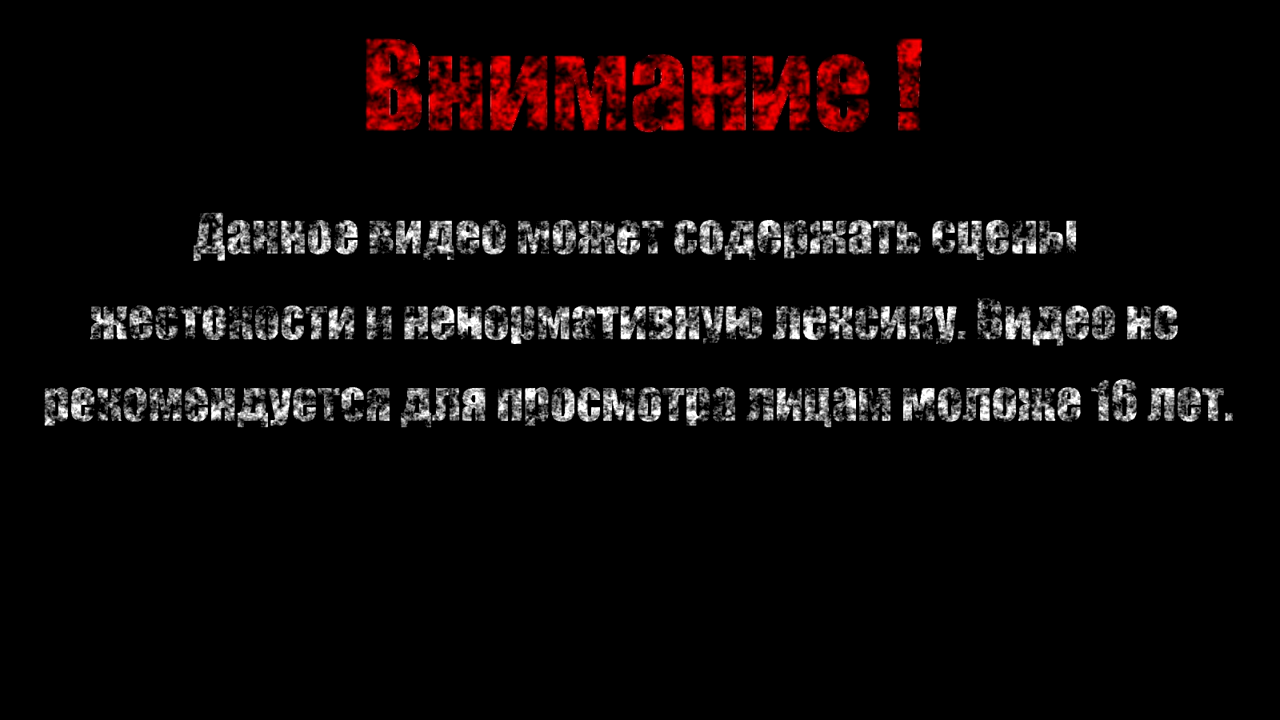 Внимание !
Данное видео может содержать сцены
жестокости и ненормативную лексику. Видео не
рекомендуется для просмотра лицам моложе 16 лет.